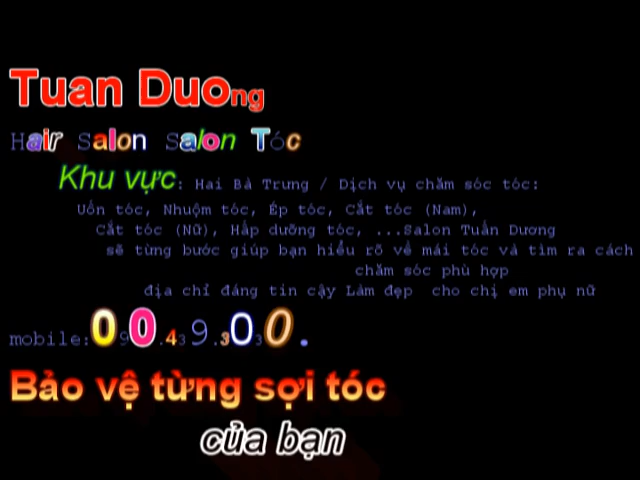 Tuan Duong
Hair Salon Salon Tóc
Khu vực: Hai Bà Trưng / Dịch vụ chăm sóc tóc:
Uốn tóc, Nhuộm tóc, Ép tóc, Cắt tóc (Nam),
Cắt tóc (Nữ), Hấp dưỡng tóc, ...Salon Tuấn Dương
sẽ từng bước giúp bạn hiểu rõ về mái tóc và tìm ra cách
chăm sóc phù hợp
địa chỉ đáng tin cậy Làm đẹp cho chị em phụ nữ
mobile:
Bảo vệ từng sợi tóc
của bạn